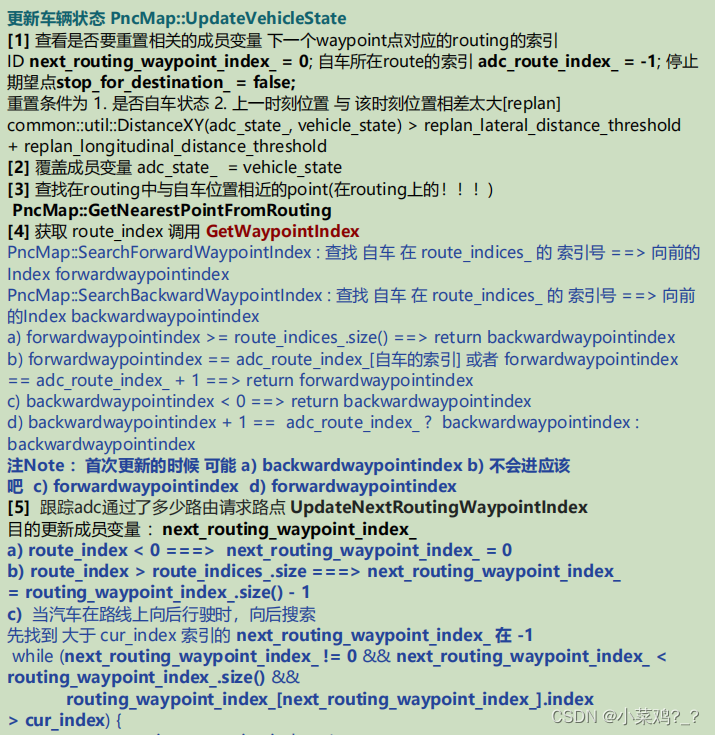 更新车辆状态 PncMap::UpdateVehicleState
[1] 查看是否要重置相关的成员变量 下一个waypoint点对应的routing的索引
ID next_routing_waypoint_index_ = 0; 自车所在route的索引 adc_route_index_ = -1; 停止
期望点stop_for_destination_ = false;
重置条件为 1. 是否自车状态 2. 上一时刻位置 与 该时刻位置相差太大[replan]
common::util::DistanceXY(adc_state_, vehicle_state) > replan_lateral_distance_threshold
+ replan_longitudinal_distance_threshold
[2] 覆盖成员变量 adc_state_ = vehicle_state
[3] 查找在routing中与自车位置相近的point(在routing上的！！！)
PncMap::GetNearestPointFromRouting
[4] 获取 route_index 调用 GetWaypointIndex
PncMap::SearchForwardWaypointIndex : 查找 自车 在 route_indices_ 的 索引号 ==> 向前的
Index forwardwaypointindex
PncMap::SearchBackwardWaypointIndex : 查找 自车 在 route_indices_ 的 索引号 ==> 向前
的Index backwardwaypointindex
a) forwardwaypointindex >= route_indices_.size() ==> return backwardwaypointindex
b) forwardwaypointindex == adc_route_index_[自车的索引] 或者 forwardwaypointindex
== adc_route_index_ + 1 ==> return forwardwaypointindex
c) backwardwaypointindex < 0 ==> return backwardwaypointindex
d) backwardwaypointindex + 1 == adc_route_index_ ? backwardwaypointindex :
backwardwaypointindex
注Note ：首次更新的时候 可能 a) backwardwaypointindex b) 不会进应该
吧 c) forwardwaypointindex d) forwardwaypointindex
[5] 跟踪adc通过了多少路由请求路点 UpdateNextRoutingWaypointIndex
目的更新成员变量 ：next_routing_waypoint_index_
a) route_index < 0 ===> next_routing_waypoint_index_ = 0
b) route_index > route_indices_.size ===> next_routing_waypoint_index_
= routing_waypoint_index_.size() - 1
c) 当汽车在路线上向后行驶时，向后搜索
先找到 大于 cur_index 索引的 next_routing_waypoint_index_ 在 -1
while (next_routing_waypoint_index_ != 0 && next_routing_waypoint_index_ <
routing_waypoint_index_.size() &&
routing_waypoint_index_[next_routing_waypoint_index_].index
> cur_index) {
CSDN @小菜鸡?_?